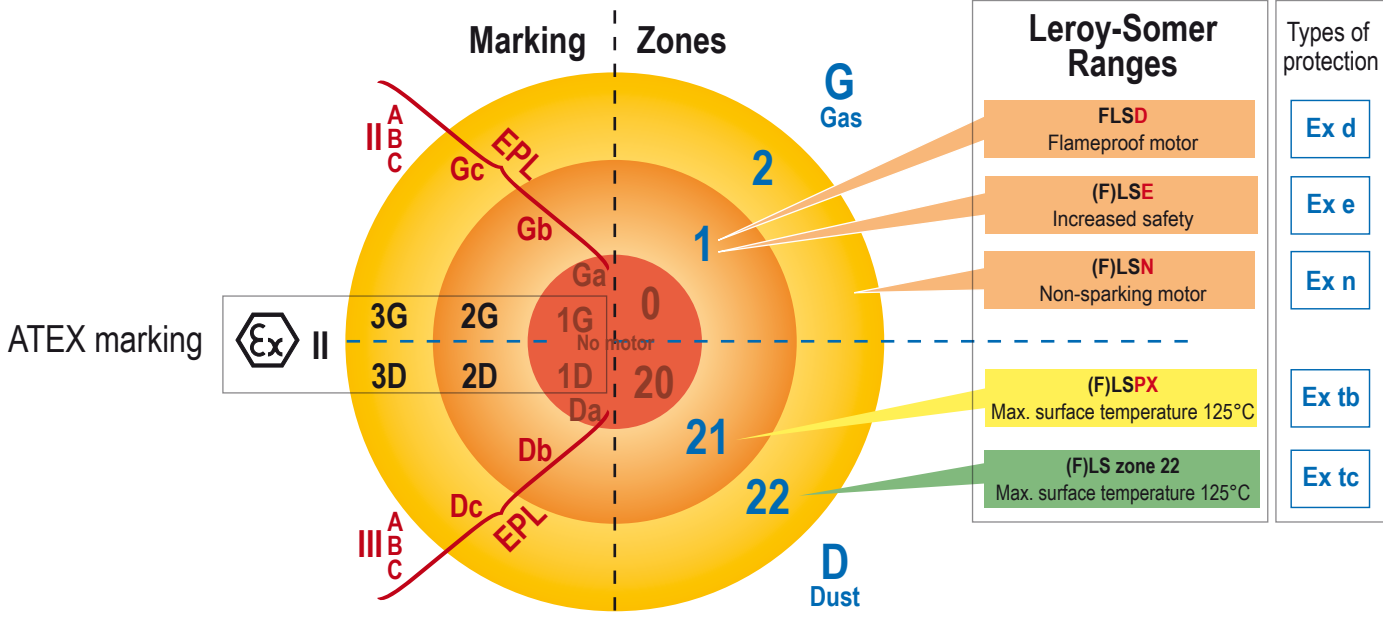 Marking Zones
G
Gas
II A
B
C
EPL
Gc
Gb
Ga
2
1
0
ATEX marking
Ex II
3G 2G 1G
No motor
3D 2D 1D
20
Da
Db
Dc
EPL
III A
B
C
21
22
D
Dust
Leroy-Somer
Ranges
FLSD
Flameproof motor
(F)LSE
Increased safety
(F)LSN
Non-sparking motor
(F)LSPX
Max. surface temperature 125°C
(F)LS zone 22
Max. surface temperature 125°C
Types of
protection
Ex d
Ex e
Ex n
Ex tb
Ex tc